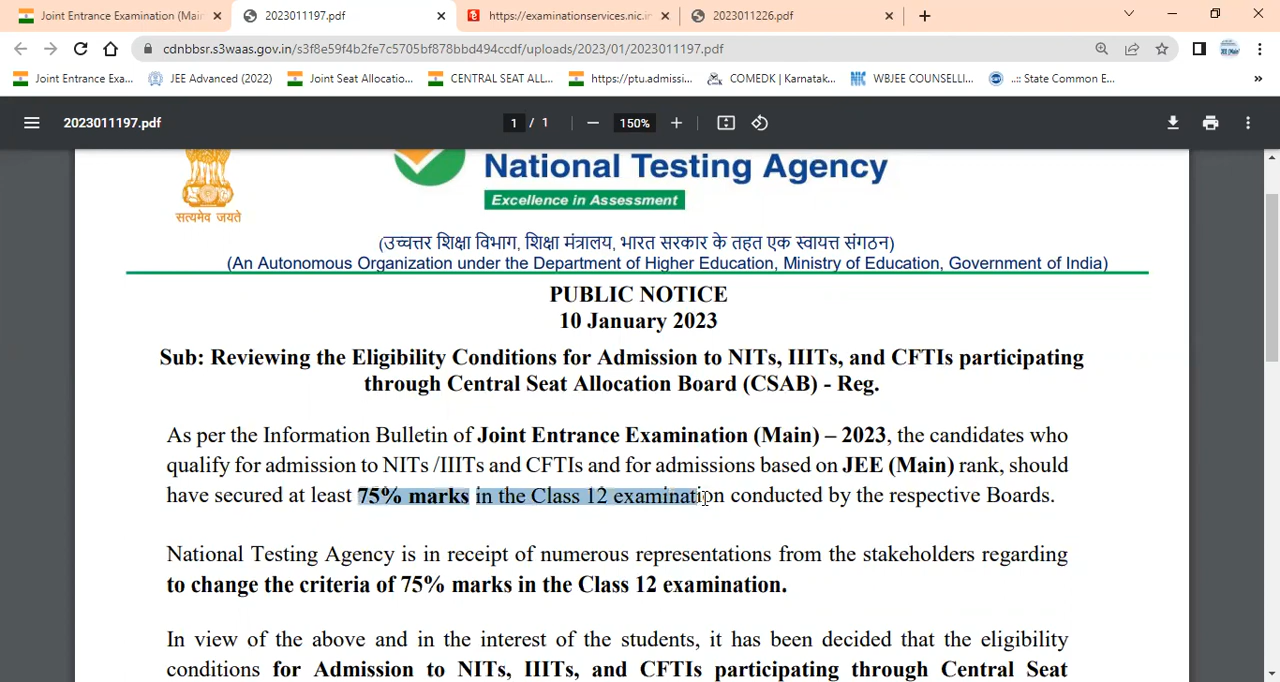 Joint Entrance Examination (Mai
2023011197.pdf
https://examinationservices.nic.in
2023011226.pdf
cdnbbsr.s3waas.gov.in/s3f8e59f4b2fe7c5705bf878bbd494ccdf/uploads/2023/01/2023011197.pdf
Joint Entrance Exa...
JEE Advanced (2022)
Joint Seat Allocatio...
CENTRAL SEAT ALL...
https://ptu.admissi...
COMEDK | Karnatak...
WBJEE COUNSELLI...
..:: State Common E...
»
2023011197.pdf
1 / 1
150%
सत्यमेव जयते
National Testing Agency
Excellence in Assessment
(उच्चत्तर शिक्षा विभाग, शिक्षा मंत्रालय, भारत सरकार के तहत एक स्वायत्त संगठन)
(An Autonomous Organization under the Department of Higher Education, Ministry of Education, Government of India)
PUBLIC NOTICE
10 January 2023
Sub: Reviewing the Eligibility Conditions for Admission to NITs, IIITs, and CFTIs participating
through Central Seat Allocation Board (CSAB) - Reg.
As per the Information Bulletin of Joint Entrance Examination (Main) – 2023, the candidates who
qualify for admission to NITs /IIITs and CFTIs and for admissions based on JEE (Main) rank, should
have secured at least 75% marks in the Class 12 examination conducted by the respective Boards.
National Testing Agency is in receipt of numerous representations from the stakeholders regarding
to change the criteria of 75% marks in the Class 12 examination.
In view of the above and in the interest of the students, it has been decided that the eligibility
conditions for Admission to NITs, IIITs, and CFTIs participating through Central Seat